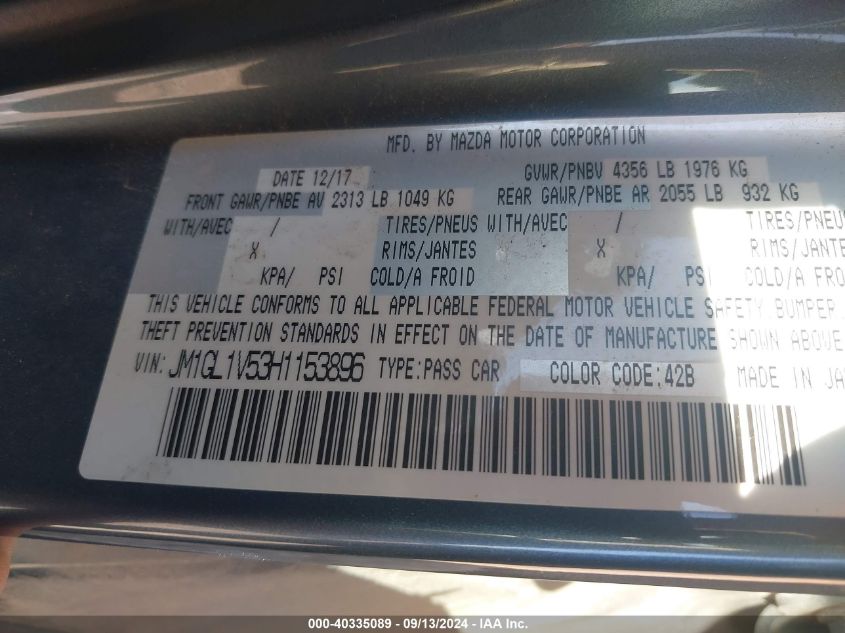 MFD. BY MAZDA MOTOR CORPORATION
DATE 12/17 GVWR/PNBV 4356 LB 1976 KG
FRONT GAWR/PNBE AV 2313 LB 1049 KG REAR GAWR/PNBE AR 2055 LB 932 KG
WITH/AVEC / TIRES/PNEUS WITH/AVEC / TIRES/PNEU
X RIMS/JANTES X RIMS/JANTES
KPA/ PSI COLD/A FROID KPA/ PSI COLD/A FRO
THIS VEHICLE CONFORMS TO ALL APPLICABLE FEDERAL MOTOR VEHICLE SAFETY, BUMPER,
THEFT PREVENTION STANDARDS IN EFFECT ON THE DATE OF MANUFACTURE SHOWN ABOVE
VIN: JM1GL1V53H1153896 TYPE:PASS CAR COLOR CODE:42B MADE IN JA
000-40335089 - 09/13/2024 - IAA Inc.